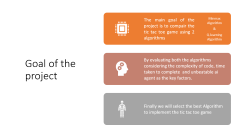 Goal of the
project
The main goal of the
project is to compare the
tic tac toe game using 2
algorithms
Minimax
Algorithm
&
Q Learning
Algorithm
By evaluating both the algorithms
considering the complexity of code, time
taken to complete and unbeatable ai
agent as the key factors.
Finally we will select the best Algorithm
to implement the tic tac toe game